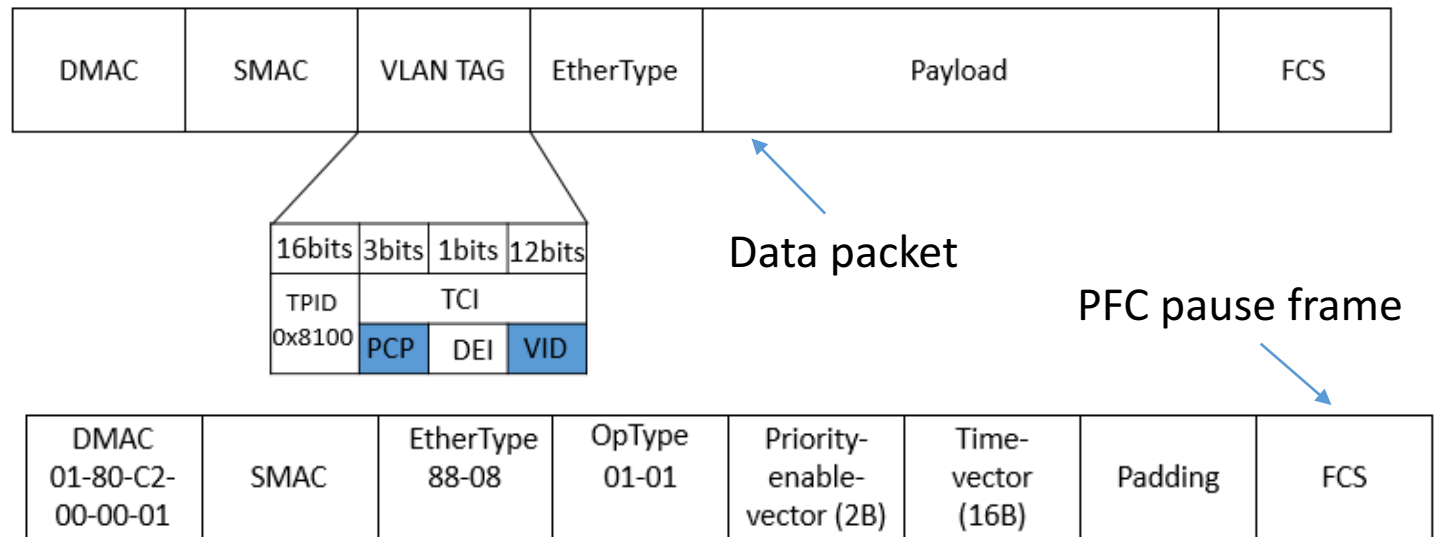 DMAC
SMAC
VLAN TAG
EtherType
Payload
FCS
16bits
3bits
1bits
12bits
TPID
0x8100
TCI
PCP
DEI
VID
Data packet
PFC pause frame
DMAC
01-80-C2-
00-00-01
SMAC
EtherType
88-08
OpType
01-01
Priority-
enable-
vector (2B)
Time-
vector
(16B)
Padding
FCS